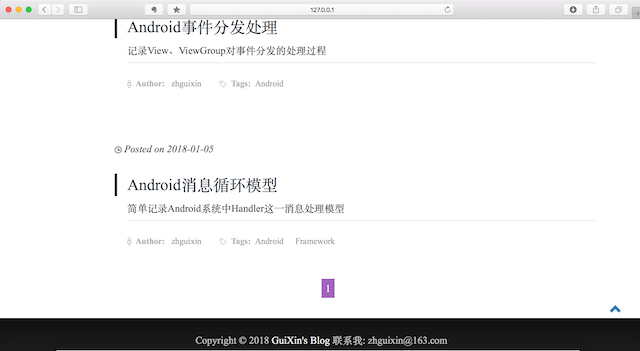 127.0.0.1
Android事件分发处理
记录View、ViewGroup对事件分发的处理过程
Author: zhguixin Tags: Android
Posted on 2018-01-05
Android消息循环模型
简单记录Android系统中Handler这一消息处理模型
Author: zhguixin Tags: Android Framework
1
Copyright © 2018 GuiXin's Blog 联系我: zhguixin@163.com